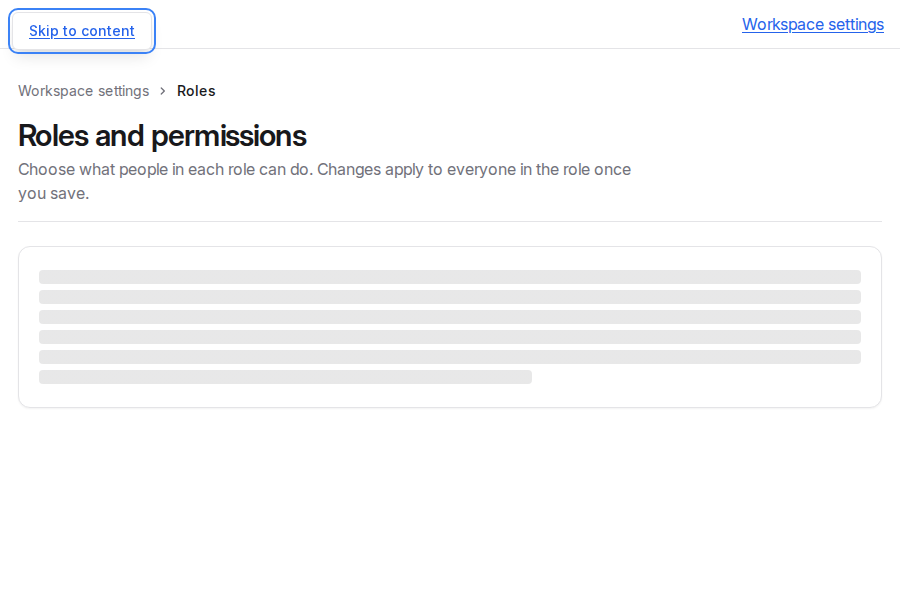 Skip to content
Workspace settings
Workspace settings > Roles
Roles and permissions
Choose what people in each role can do. Changes apply to everyone in the role once
you save.